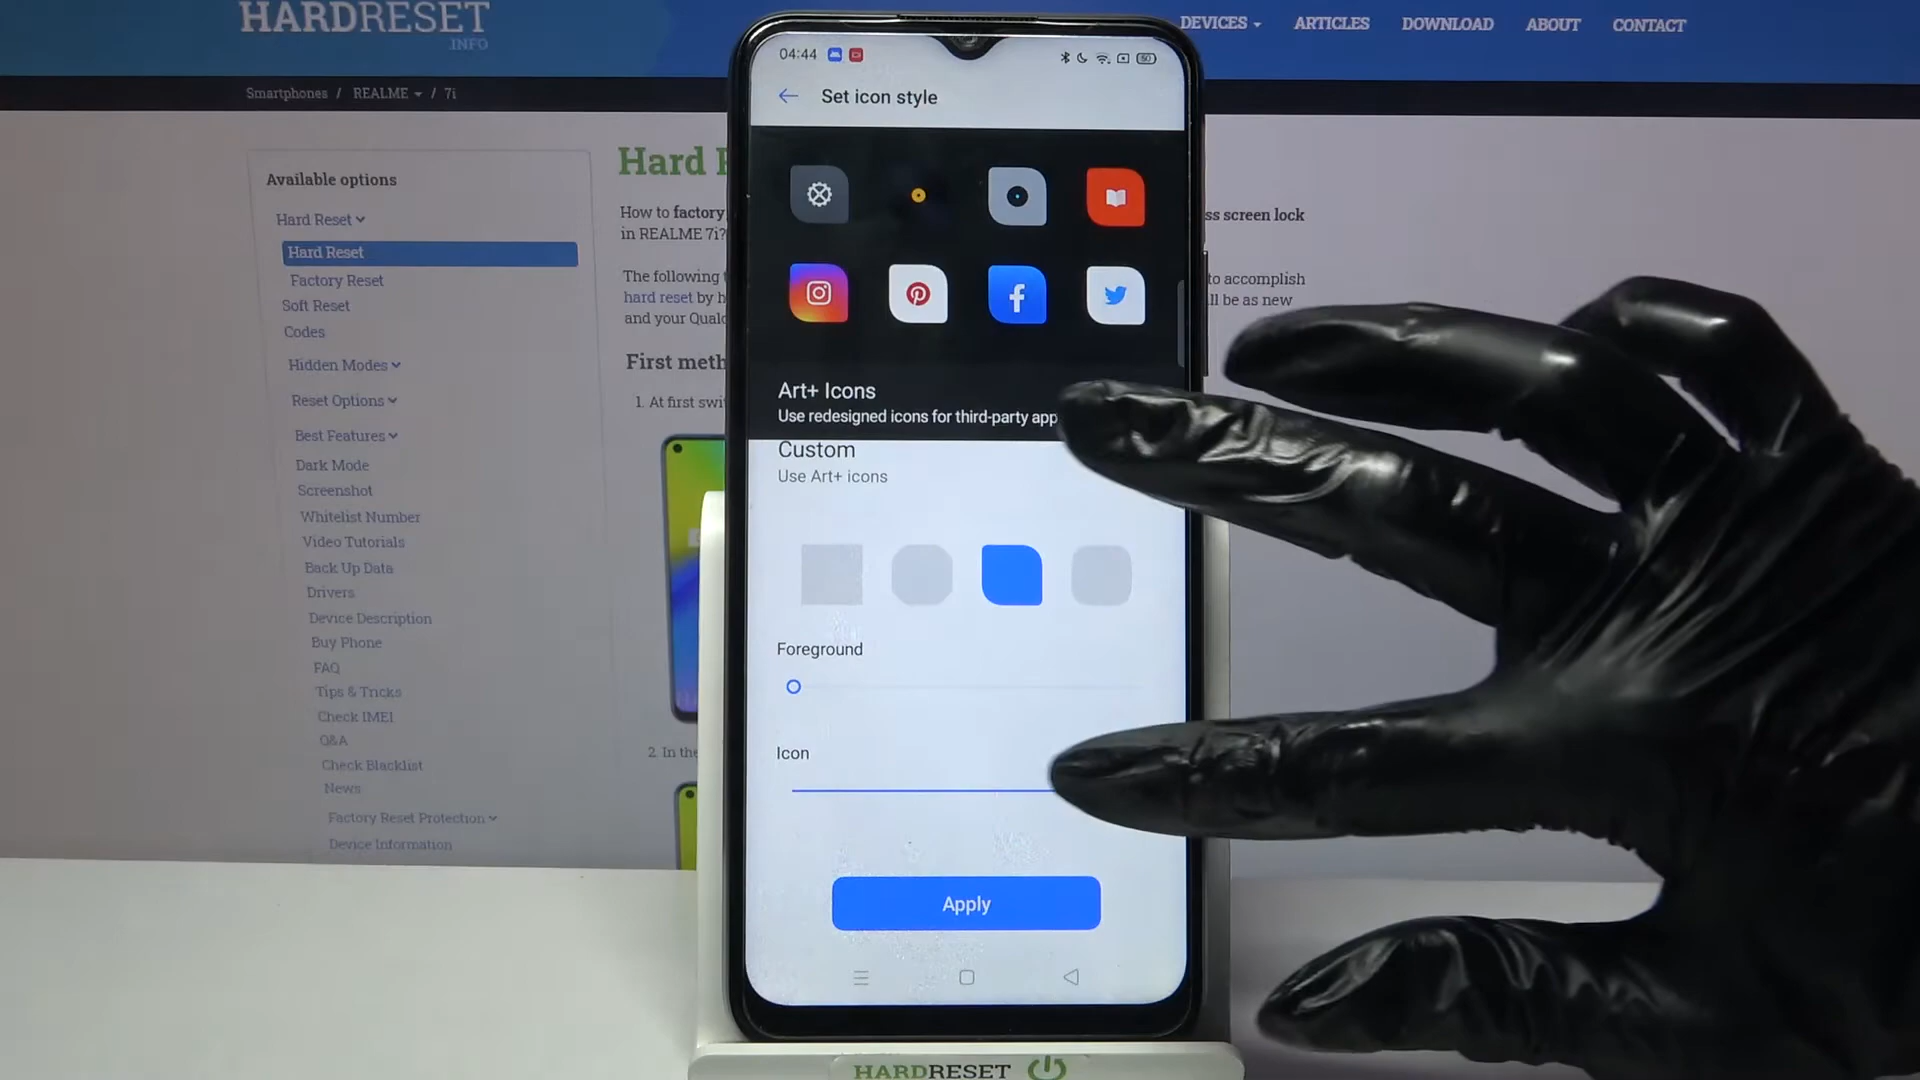 HARDRESET
.INFO
DEVICES
ARTICLES
DOWNLOAD
ABOUT
CONTACT
Smartphones / REALME / 7i
Available options
Hard Reset
Hard Reset
Factory Reset
Soft Reset
Codes
Hidden Modes
Reset Options
Best Features
Dark Mode
Screenshot
Whitelist Number
Video Tutorials
Back Up Data
Drivers
Device Description
Buy Phone
FAQ
Tips & Tricks
Check IMEI
Q&A
Check Blacklist
News
Factory Reset Protection
Device Information
Hard
How to factory
in REALME 7i?
The following
hard reset by
and your
First
1. At first
2. In the
ss screen lock
to accomplish
ll be as new
04:44
50
Set icon style
Art+ Icons
Use redesigned icons for third-party app
Custom
Use Art+ icons
Foreground
Icon
Apply
HARDRESET